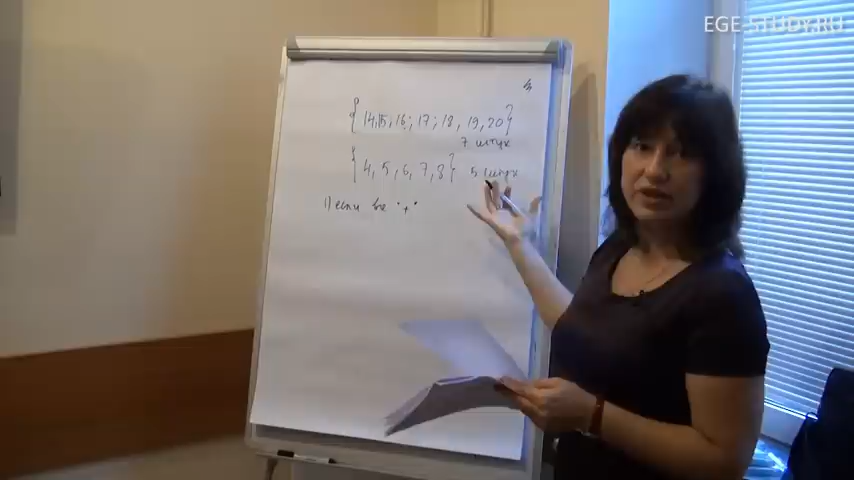 EGE-STUDY.RU
{14,15,16; 17; 18, 19, 20}
7 штук
{4, 5, 6, 7, 8} 5 штук
1) если все "+"